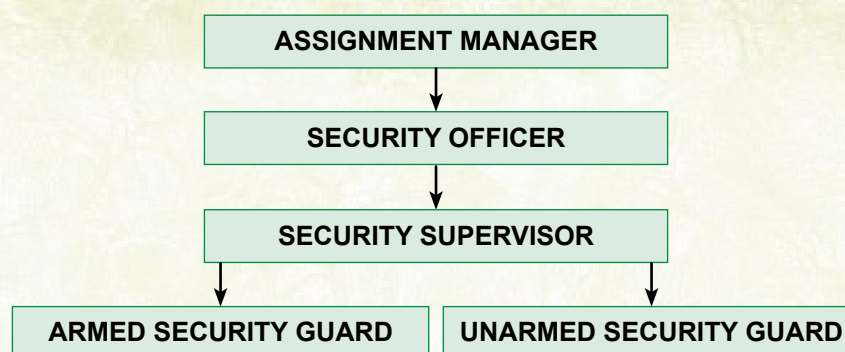 ASSIGNMENT MANAGER
SECURITY OFFICER
SECURITY SUPERVISOR
ARMED SECURITY GUARD
UNARMED SECURITY GUARD